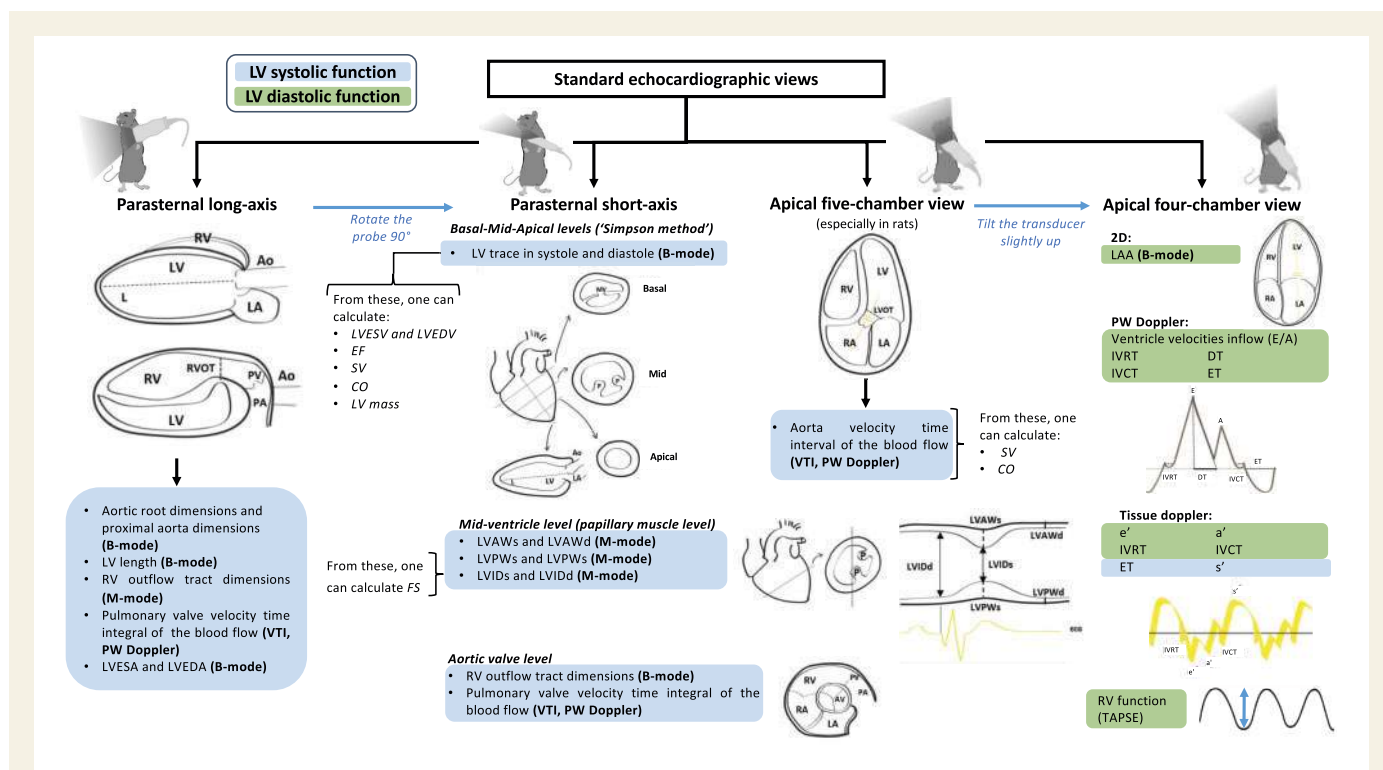 LV systolic function
LV diastolic function
Standard echocardiographic views
Parasternal long-axis
Rotate the
probe 90°
RV
LV
Ao
L
LA
RV
RVOT
PV
Ao
LV
PA
• Aortic root dimensions and
proximal aorta dimensions
(B-mode)
• LV length (B-mode)
• RV outflow tract dimensions
(M-mode)
• Pulmonary valve velocity time
integral of the blood flow (VTI,
PW Doppler)
• LVESA and LVEDA (B-mode)
Parasternal short-axis
Basal-Mid-Apical levels (‘Simpson method’)
• LV trace in systole and diastole (B-mode)
From these, one can
calculate:
• LVESV and LVEDV
• EF
• SV
• CO
• LV mass
MV
Basal
P
P
Mid
Apical
Ao
LV
LA
Mid-ventricle level (papillary muscle level)
• LVAWs and LVAWd (M-mode)
• LVPWs and LVPWs (M-mode)
• LVIDs and LVIDd (M-mode)
From these, one
can calculate FS
P
P
LVAWs
LVAWd
LVIDd
LVIDs
LVPWd
LVPWs
ECG
Aortic valve level
• RV outflow tract dimensions (B-mode)
• Pulmonary valve velocity time integral of the
blood flow (VTI, PW Doppler)
RV
PV
PA
AV
RA
LA
Apical five-chamber view
(especially in rats)
Tilt the transducer
slightly up
LV
RV
LVOT
RA
LA
• Aorta velocity time
interval of the blood flow
(VTI, PW Doppler)
From these, one
can calculate:
• SV
• CO
Apical four-chamber view
2D:
LAA (B-mode)
LV
RV
RA
LA
PW Doppler:
Ventricle velocities inflow (E/A)
IVRT DT
IVCT ET
E
A
ET
IVRT
DT
IVCT
Tissue doppler:
e’ a’
IVRT IVCT
ET s’
s’
IVRT
IVCT
a’
e’
RV function
(TAPSE)